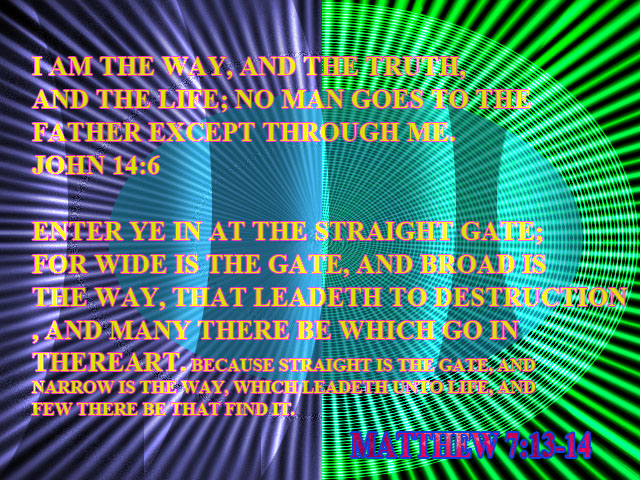 I AM THE WAY, AND THE TRUTH,
AND THE LIFE; NO MAN GOES TO THE
FATHER EXCEPT THROUGH ME.
JOHN 14:6
ENTER YE IN AT THE STRAIGHT GATE;
FOR WIDE IS THE GATE, AND BROAD IS
THE WAY, THAT LEADETH TO DESTRUCTION
, AND MANY THERE BE WHICH GO IN
THEREART. BECAUSE STRAIGHT IS THE GATE, AND
NARROW IS THE WAY, WHICH LEADETH UNTO LIFE, AND
FEW THERE BE THAT FIND IT.
MATTHEW 7:13-14